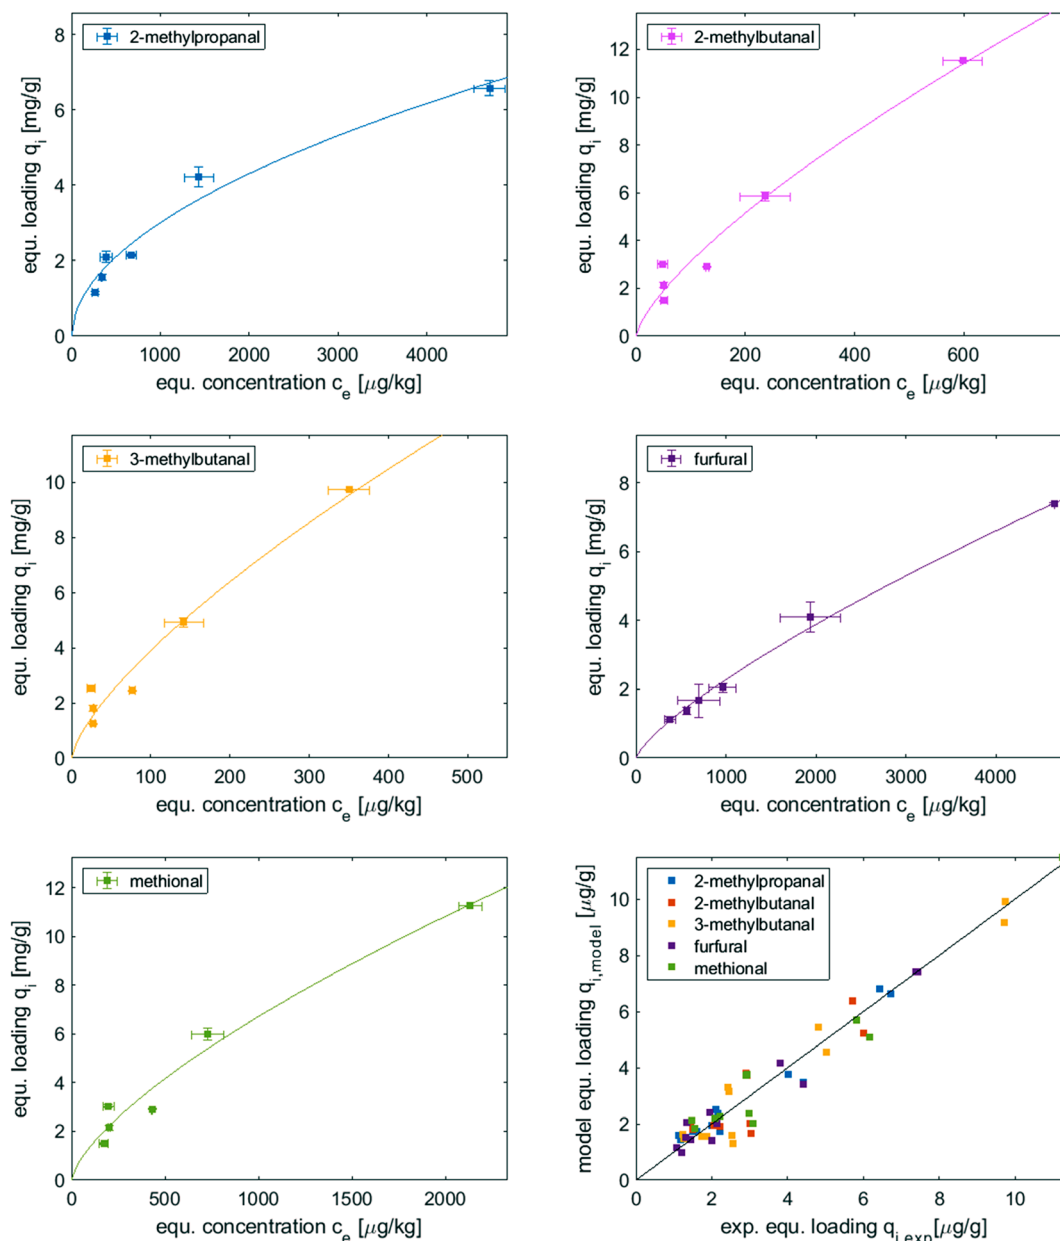 2-methylpropanal
equ. loading q_i [mg/g]
8
6
4
2
0
0 1000 2000 3000 4000
equ. concentration c_e [μg/kg]
2-methylbutanal
equ. loading q_i [mg/g]
12
10
8
6
4
2
0
0 200 400 600
equ. concentration c_e [μg/kg]
3-methylbutanal
equ. loading q_i [mg/g]
10
8
6
4
2
0
0 100 200 300 400 500
equ. concentration c_e [μg/kg]
furfural
equ. loading q_i [mg/g]
8
6
4
2
0
0 1000 2000 3000 4000
equ. concentration c_e [μg/kg]
methional
equ. loading q_i [mg/g]
12
10
8
6
4
2
0
0 500 1000 1500 2000
equ. concentration c_e [μg/kg]
2-methylpropanal
2-methylbutanal
3-methylbutanal
furfural
methional
model equ. loading q_i,model [μg/g]
10
8
6
4
2
0
0 2 4 6 8 10
exp. equ. loading q_i,exp[μg/g]